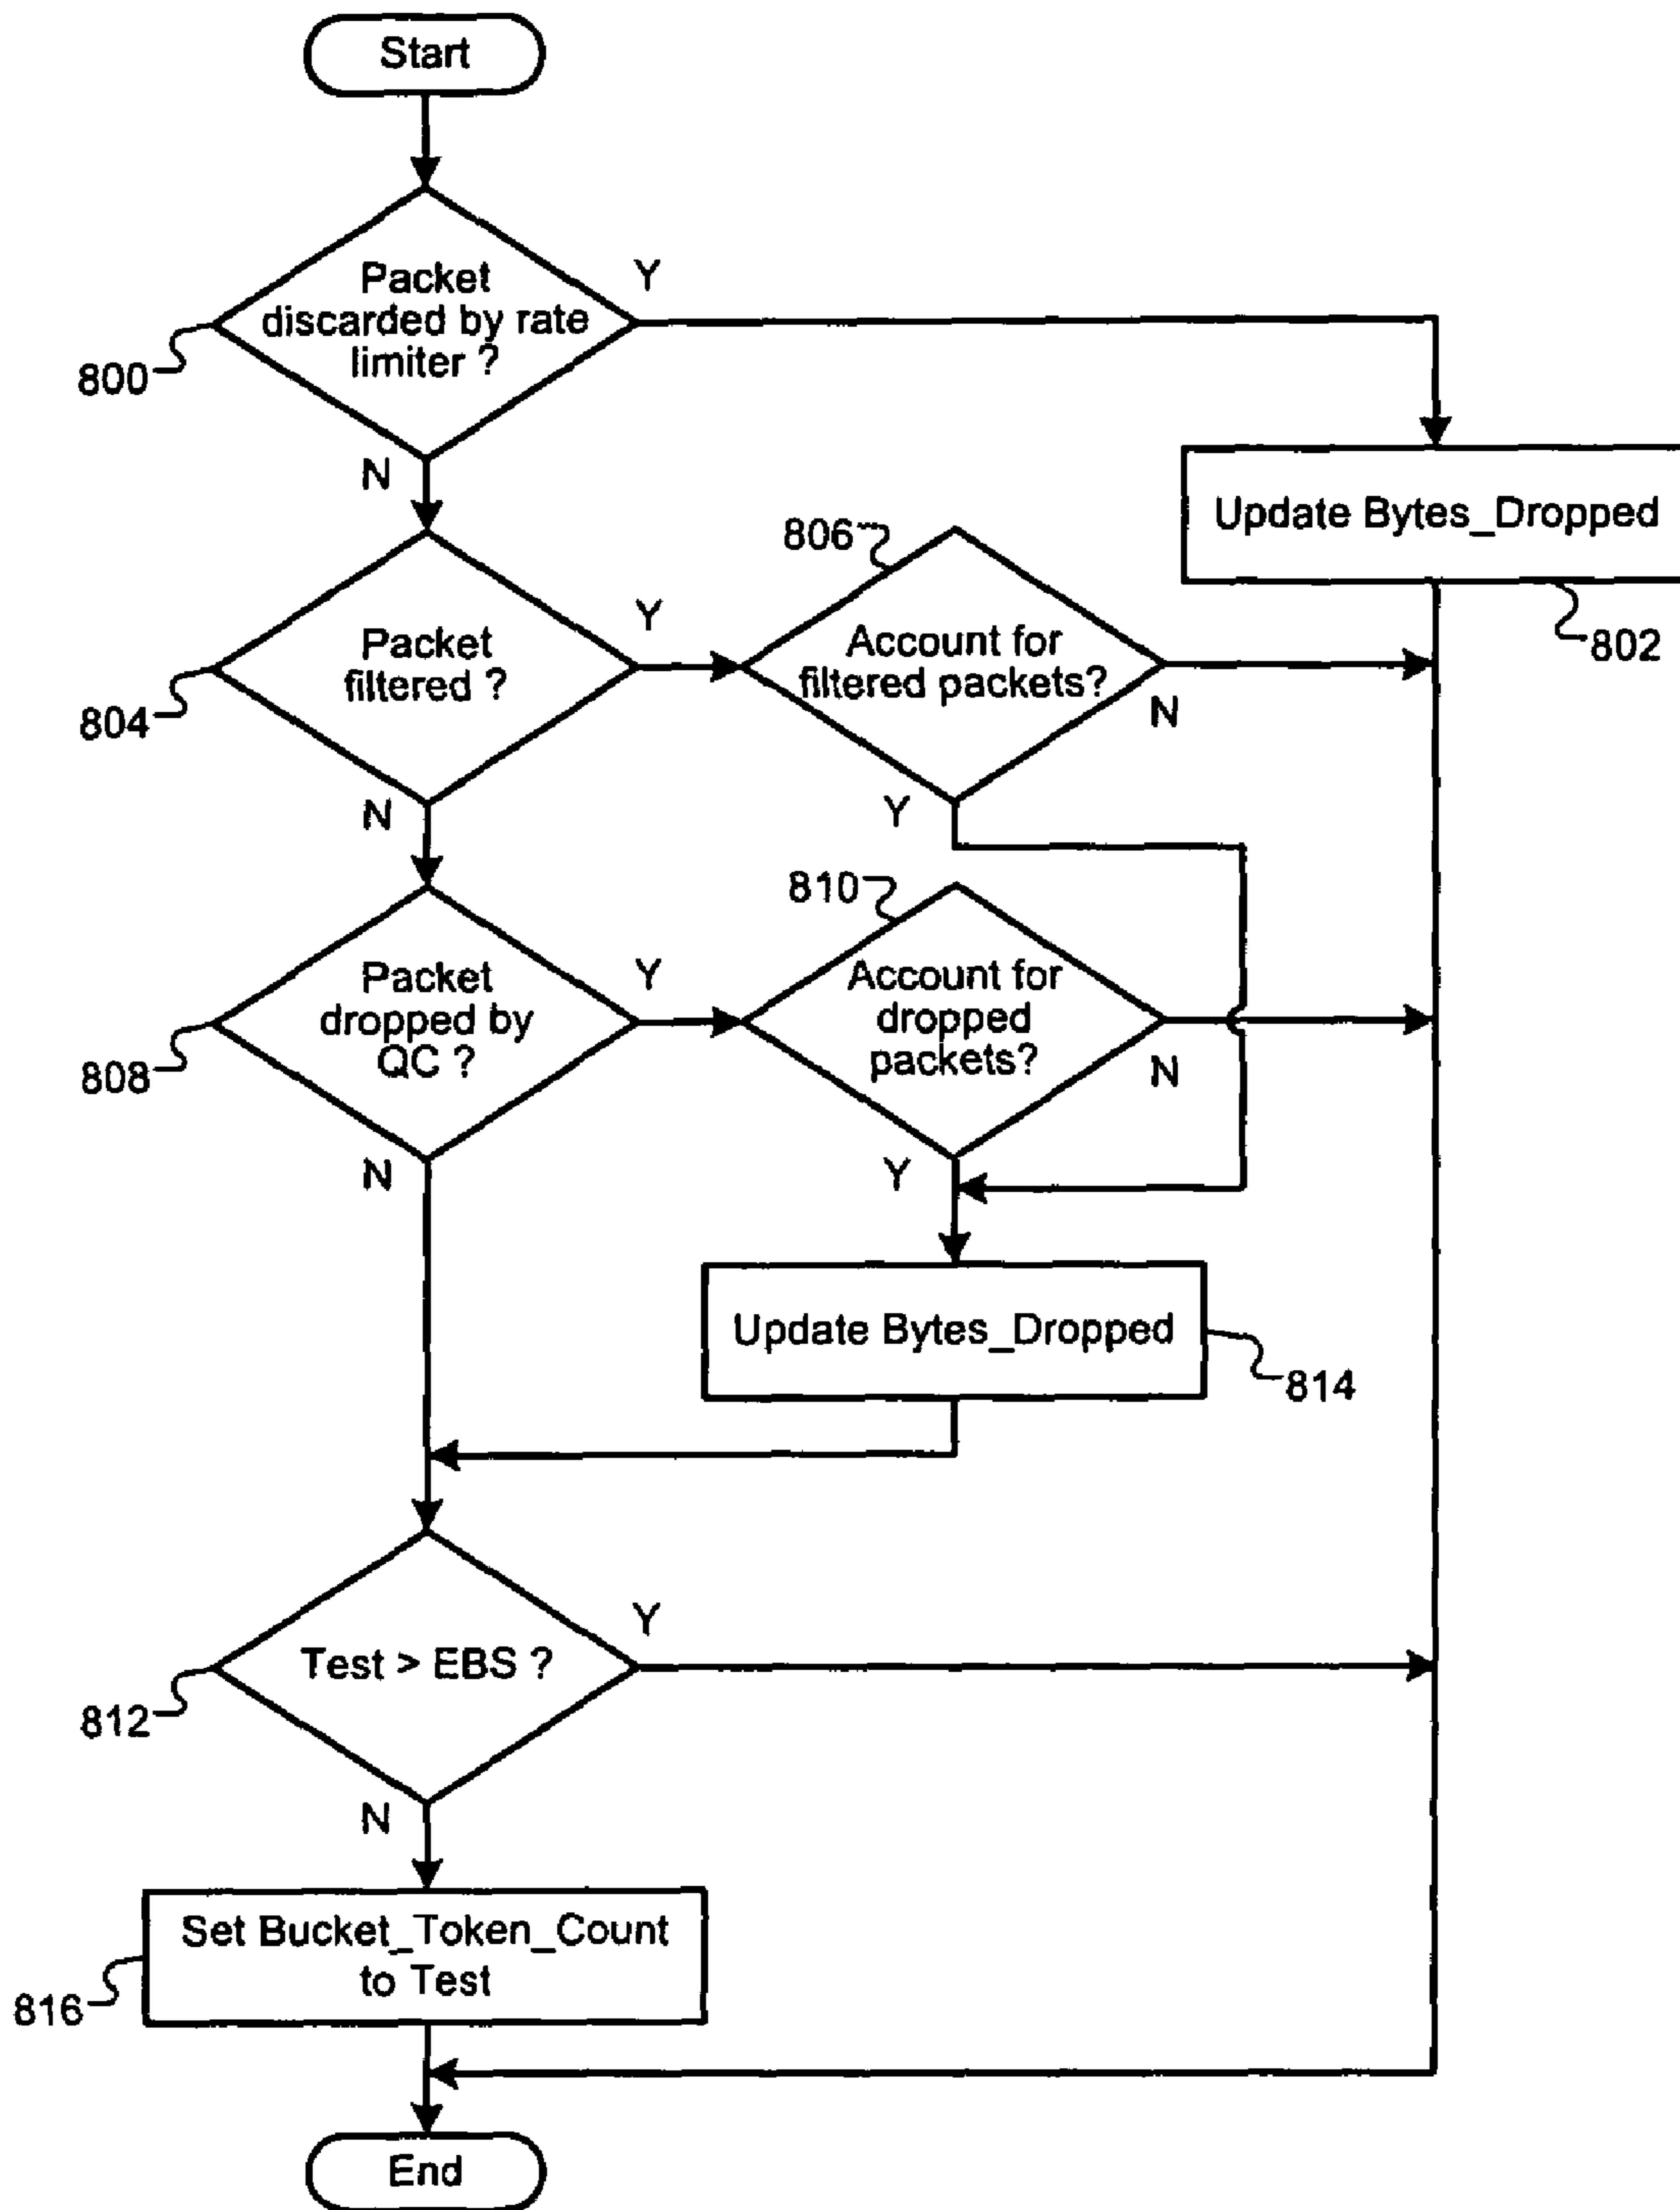 Start
Packet
discarded by rate
limiter ?
Y
800
N
Update Bytes_Dropped
802
806
Packet
filtered ?
Y
Account for
filtered packets?
N
804
N
Y
810
Packet
dropped by
QC ?
Y
Account for
dropped
packets?
N
808
N
Y
Update Bytes_Dropped
814
Test > EBS ?
Y
812
N
Set Bucket_Token_Count
to Test
816
End